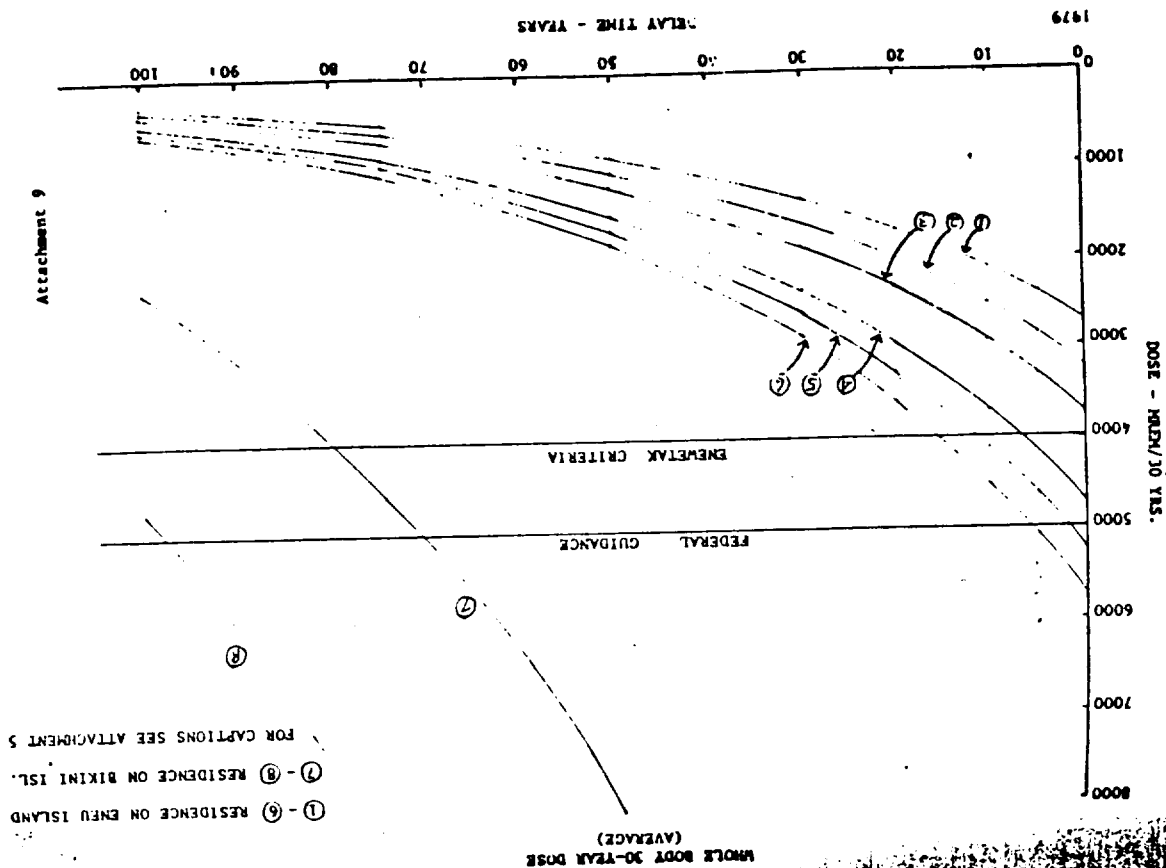 Attachment 9
WHOLE BODY 30-YEAR DOSE
(AVERAGE)
① - ⑥ RESIDENCE ON ENEU ISLAND
⑦ - ⑧ RESIDENCE ON BIKINI ISL.
FOR CAPTIONS SEE ATTACHMENT 5
8000
7000
6000
5000
4000
3000
2000
1000
0
DOSE - MREM/30 YRS.
⑦
⑧
FEDERAL GUIDANCE
ENEWETAK CRITERIA
④
⑤
⑥
①
②
③
0
10
20
30
50
60
70
80
90
100
1979
DELAY TIME - YEARS